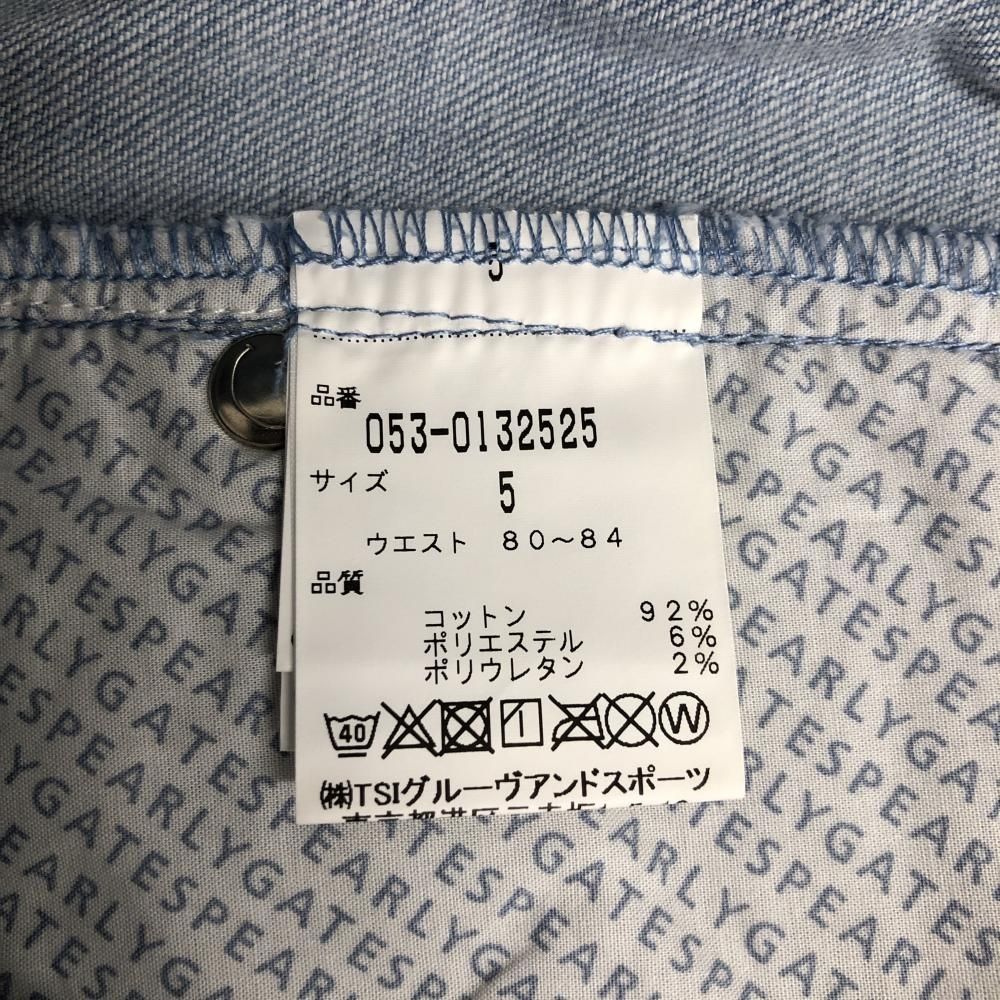 5
品番
053-0132525
サイズ
5
ウエスト 80～84
品質
コットン 92%
ポリエステル 6%
ポリウレタン 2%
40 W
(株)TSIグルーヴアンドスポーツ
PEARLYGATES PEARLYGATES PEARLYGATES